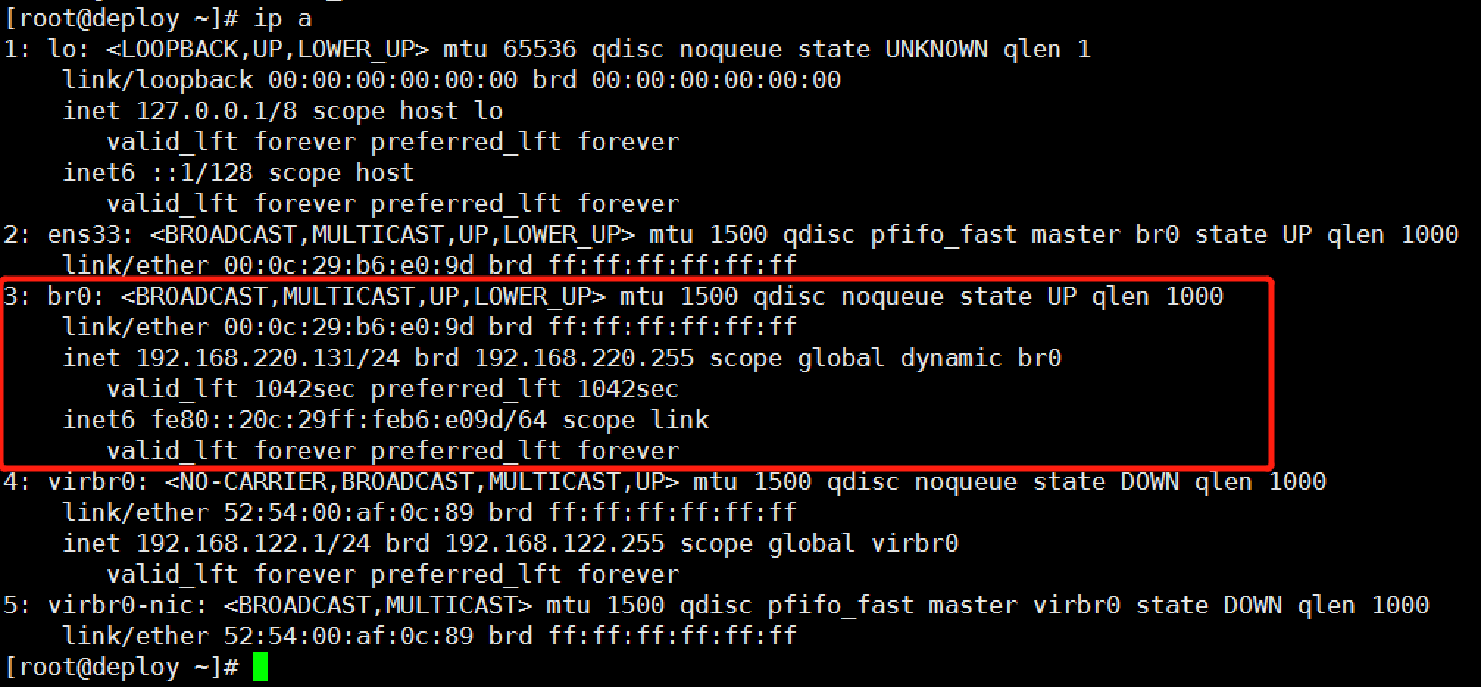 [root@deploy ~]# ip a
1: lo: <LOOPBACK,UP,LOWER_UP> mtu 65536 qdisc noqueue state UNKNOWN qlen 1
    link/loopback 00:00:00:00:00:00 brd 00:00:00:00:00:00
    inet 127.0.0.1/8 scope host lo
       valid_lft forever preferred_lft forever
    inet6 ::1/128 scope host
       valid_lft forever preferred_lft forever
2: ens33: <BROADCAST,MULTICAST,UP,LOWER_UP> mtu 1500 qdisc pfifo_fast master br0 state UP qlen 1000
    link/ether 00:0c:29:b6:e0:9d brd ff:ff:ff:ff:ff:ff
3: br0: <BROADCAST,MULTICAST,UP,LOWER_UP> mtu 1500 qdisc noqueue state UP qlen 1000
    link/ether 00:0c:29:b6:e0:9d brd ff:ff:ff:ff:ff:ff
    inet 192.168.220.131/24 brd 192.168.220.255 scope global dynamic br0
       valid_lft 1042sec preferred_lft 1042sec
    inet6 fe80::20c:29ff:feb6:e09d/64 scope link
       valid_lft forever preferred_lft forever
4: virbr0: <NO-CARRIER,BROADCAST,MULTICAST,UP> mtu 1500 qdisc noqueue state DOWN qlen 1000
    link/ether 52:54:00:af:0c:89 brd ff:ff:ff:ff:ff:ff
    inet 192.168.122.1/24 brd 192.168.122.255 scope global virbr0
       valid_lft forever preferred_lft forever
5: virbr0-nic: <BROADCAST,MULTICAST> mtu 1500 qdisc pfifo_fast master virbr0 state DOWN qlen 1000
    link/ether 52:54:00:af:0c:89 brd ff:ff:ff:ff:ff:ff
[root@deploy ~]#